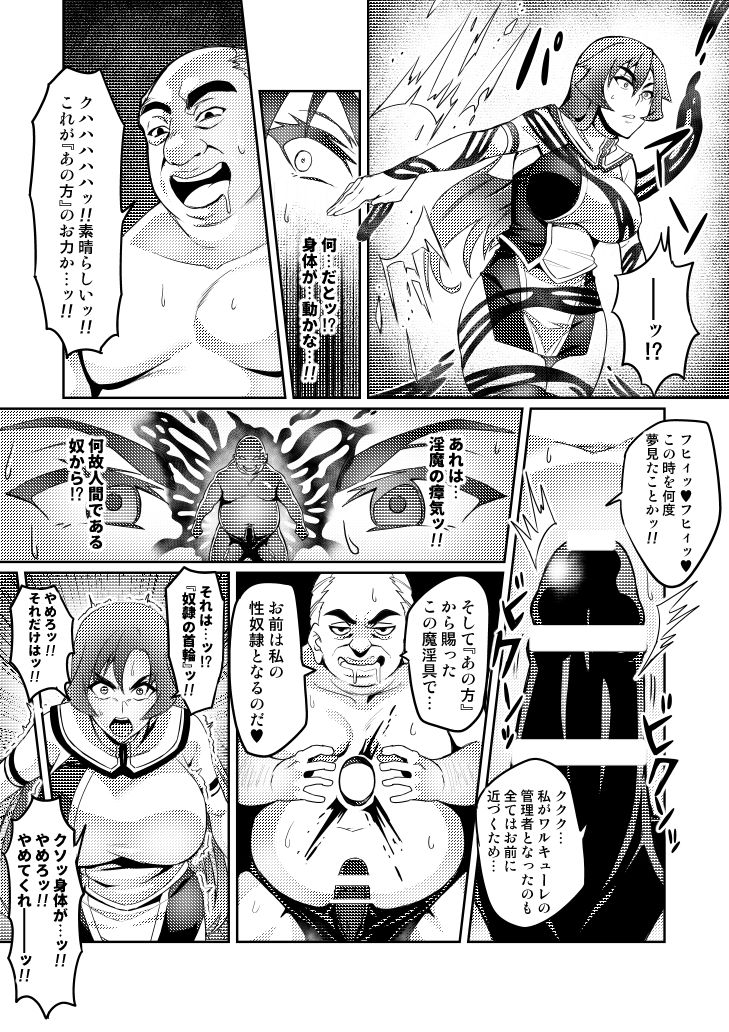 パッ
パァッ
――ッ!?
何…だとッ!?
身体が…動かな…!!
クハハハハハッ!!素晴らしいッ!!
これが『あの方』のお力か…ッ!!
フヒィッ♥フヒィッ♥
この時を何度
夢見たことかッ!!
ビクンッ
ビクーンッ
ククク…
私がワルキューレの
管理者となったのも
全てはお前に
近づくため…
あれは…
淫魔の瘴気ッ!!
何故人間である
奴から!?
そして『あの方』
から賜った
この魔淫具で…
お前は私の
性奴隷となるのだ♥
それは…ッ!?
『奴隷の首輪』ッ!!
やめろッ!!
それだけはッ!!
クソッ身体が…ッ!!
やめろッ!!
やめてくれ――ッ!!